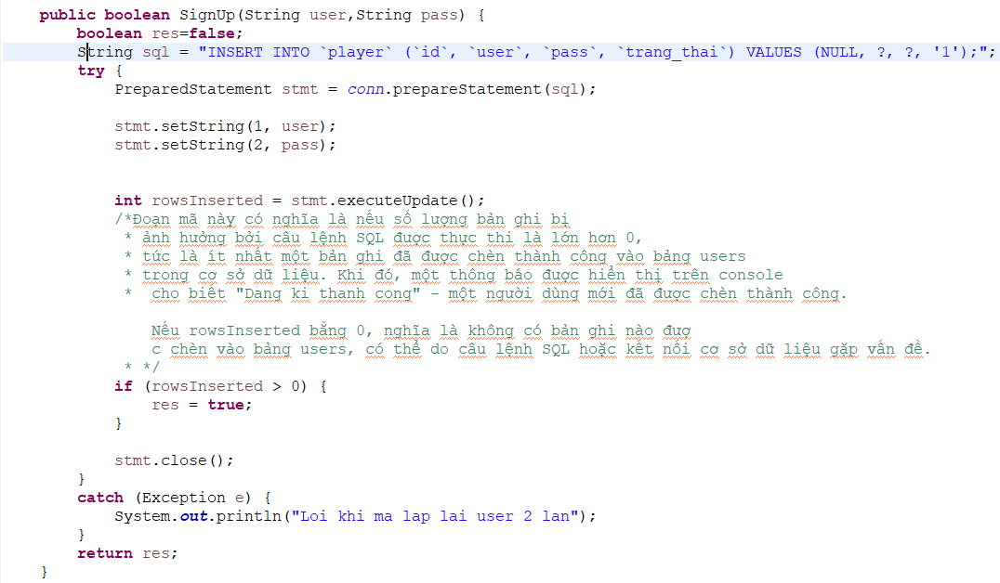 public boolean SignUp(String user,String pass) {
boolean res=false;
String sql = "INSERT INTO `player` (`id`, `user`, `pass`, `trang_thai`) VALUES (NULL, ?, ?, '1');";
try {
PreparedStatement stmt = conn.prepareStatement(sql);
stmt.setString(1, user);
stmt.setString(2, pass);
int rowsInserted = stmt.executeUpdate();
/*Đoạn mã này có nghĩa là nếu số lượng bản ghi bị
* ảnh hưởng bởi câu lệnh SQL được thực thi là lớn hơn 0,
* tức là ít nhất một bản ghi đã được chèn thành công vào bảng users
* trong cơ sở dữ liệu. Khi đó, một thông báo được hiển thị trên console
* cho biết "Dang ki thanh cong" – một người dùng mới đã được chèn thành công.
Nếu rowsInserted bằng 0, nghĩa là không có bản ghi nào đượ
c chèn vào bảng users, có thể do câu lệnh SQL hoặc kết nối cơ sở dữ liệu gặp vấn đề.
* */
if (rowsInserted > 0) {
res = true;
}
stmt.close();
}
catch (Exception e) {
System.out.println("Loi khi ma lap lai user 2 lan");
}
return res;
}